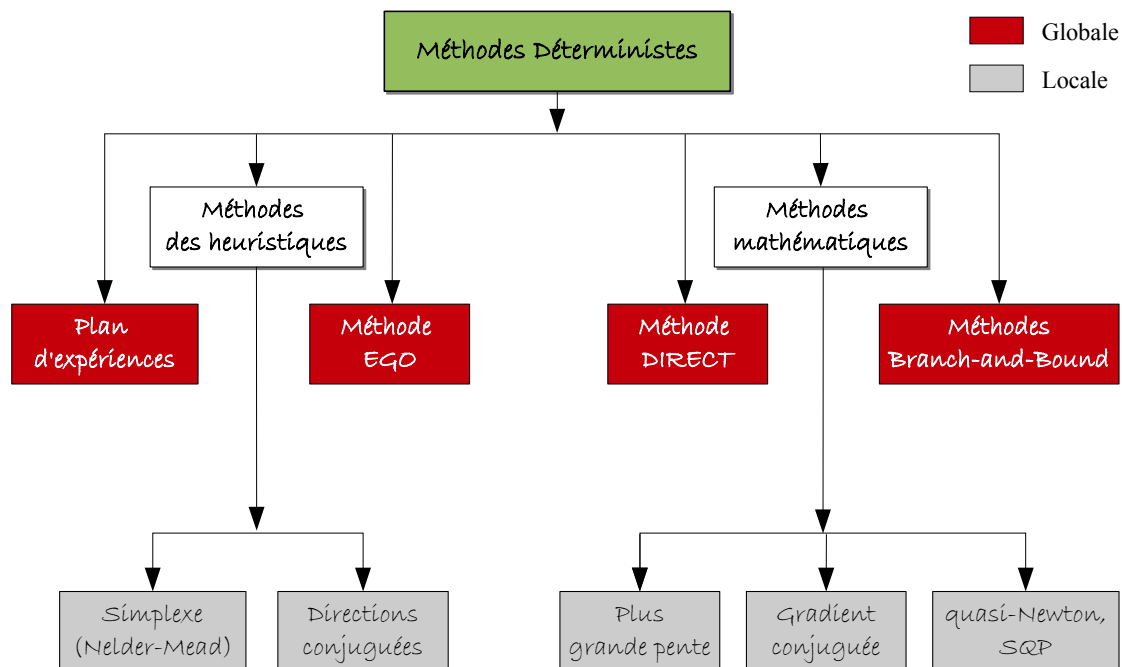 Méthodes Déterministes
Globale
Locale
Méthodes
des heuristiques
Méthodes
mathématiques
Plan
d'expériences
Méthode
EGO
Méthode
DIRECT
Méthodes
Branch-and-Bound
Simplexe
(Nelder-Mead)
Directions
conjuguées
Plus
grande pente
Gradient
conjuguée
quasi-Newton,
SQP